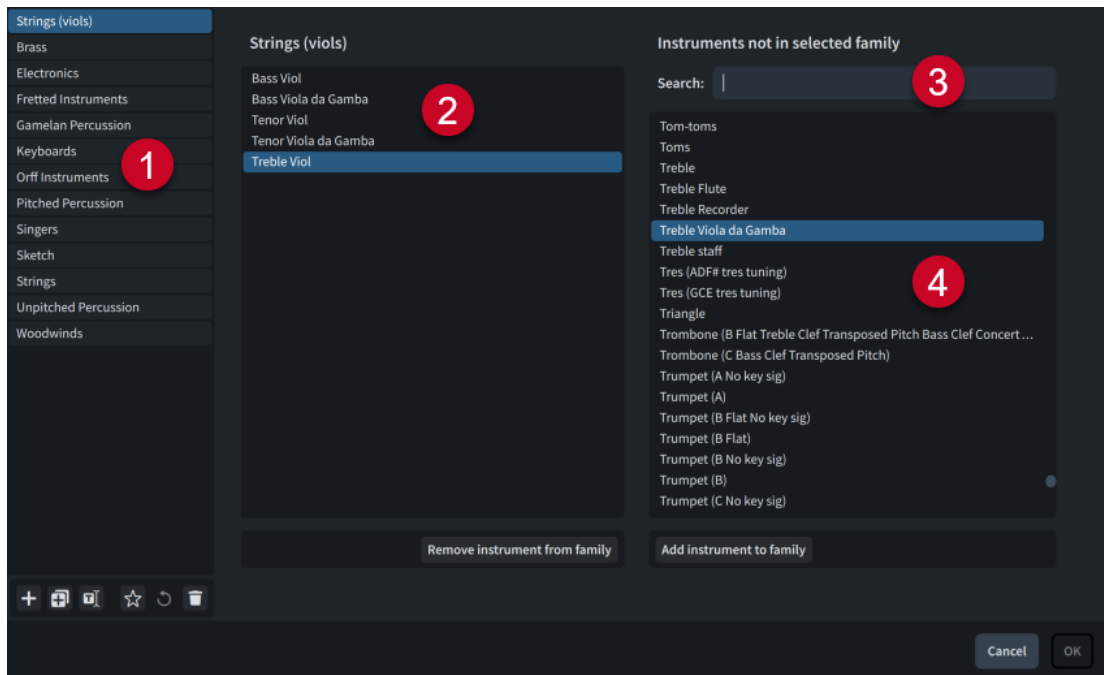 Strings (viols)
Brass
Electronics
Fretted Instruments
Gamelan Percussion
Keyboards
Orff Instruments
Pitched Percussion
Singers
Sketch
Strings
Unpitched Percussion
Woodwinds
1
Strings (viols)
Bass Viol
Bass Viola da Gamba
Tenor Viol
Tenor Viola da Gamba
Treble Viol
2
Remove instrument from family
Instruments not in selected family
Search:
3
Tom-toms
Toms
Treble
Treble Flute
Treble Recorder
Treble Viola da Gamba
Treble staff
Tres (ADF# tres tuning)
Tres (GCE tres tuning)
Triangle
Trombone (B Flat Treble Clef Transposed Pitch Bass Clef Concert ...
Trombone (C Bass Clef Transposed Pitch)
Trumpet (A No key sig)
Trumpet (A)
Trumpet (B Flat No key sig)
Trumpet (B Flat)
Trumpet (B No key sig)
Trumpet (B)
Trumpet (C No key sig)
4
Add instrument to family
Cancel
OK